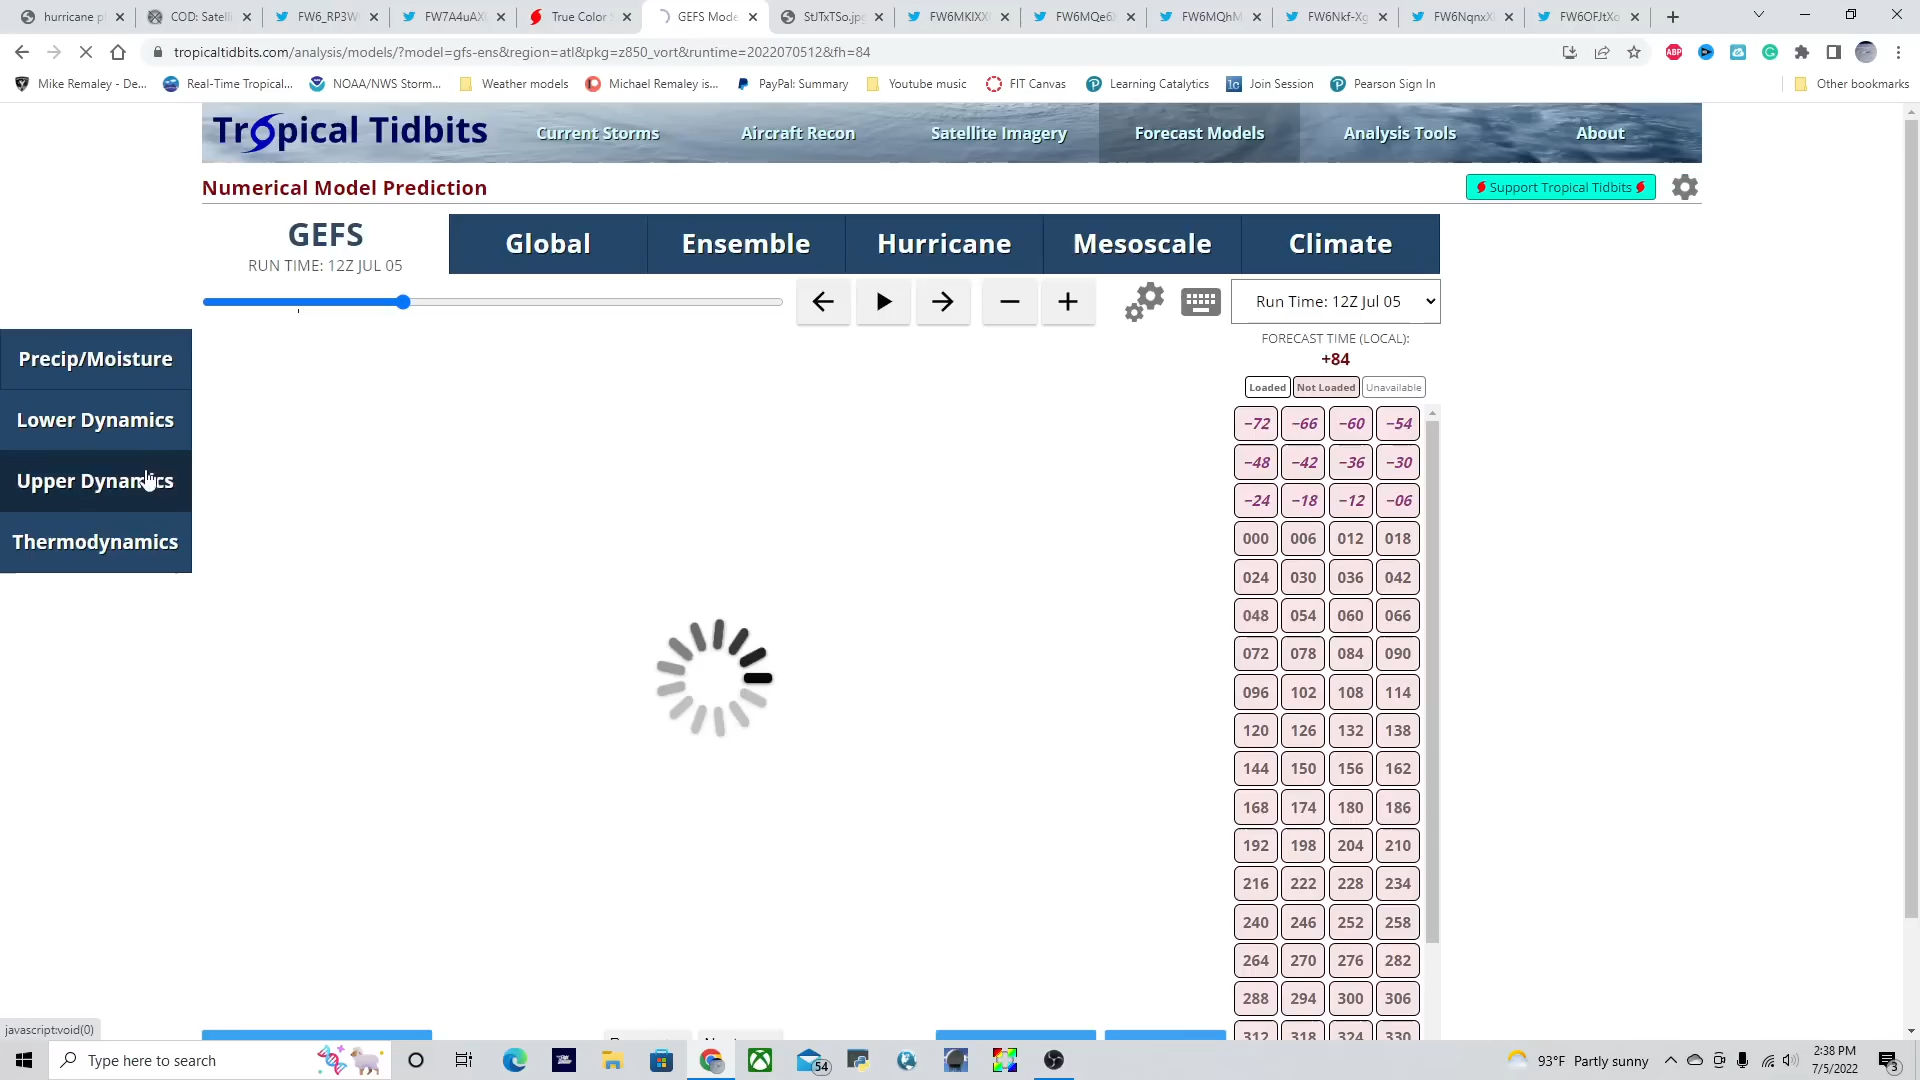 hurricane p
COD: Satelli
FW6_RP3W
FW7A4uAX
True Color
GEFS Mode
StJTxTSo.jp
FW6MKIXX
FW6MQe6
FW6MQhM
FW6Nkf-Xg
FW6NqnxX
FW6OFJtXo
tropicaltidbits.com/analysis/models/?model=gfs-ens&region=atl&pkg=z850_vort&runtime=2022070512&fh=84
ABP
Mike Remaley - De...
Real-Time Tropical...
NOAA/NWS Storm...
Weather models
Michael Remaley is...
PayPal: Summary
Youtube music
FIT Canvas
Learning Catalytics
lc Join Session
Pearson Sign In
Other bookmarks
Tropical Tidbits
Current Storms
Aircraft Recon
Satellite Imagery
Forecast Models
Analysis Tools
About
Numerical Model Prediction
Support Tropical Tidbits
GEFS
RUN TIME: 12Z JUL 05
Global
Ensemble
Hurricane
Mesoscale
Climate
Run Time: 12Z Jul 05
FORECAST TIME (LOCAL):
+84
Loaded Not Loaded Unavailable
Precip/Moisture
Lower Dynamics
Upper Dynamics
Thermodynamics
−72 −66 −60 −54
−48 −42 −36 −30
−24 −18 −12 −06
000 006 012 018
024 030 036 042
048 054 060 066
072 078 084 090
096 102 108 114
120 126 132 138
144 150 156 162
168 174 180 186
192 198 204 210
216 222 228 234
240 246 252 258
264 270 276 282
288 294 300 306
312 318 324 330
javascript:void(0)
Type here to search
54
93°F Partly sunny
2:38 PM
7/5/2022
3